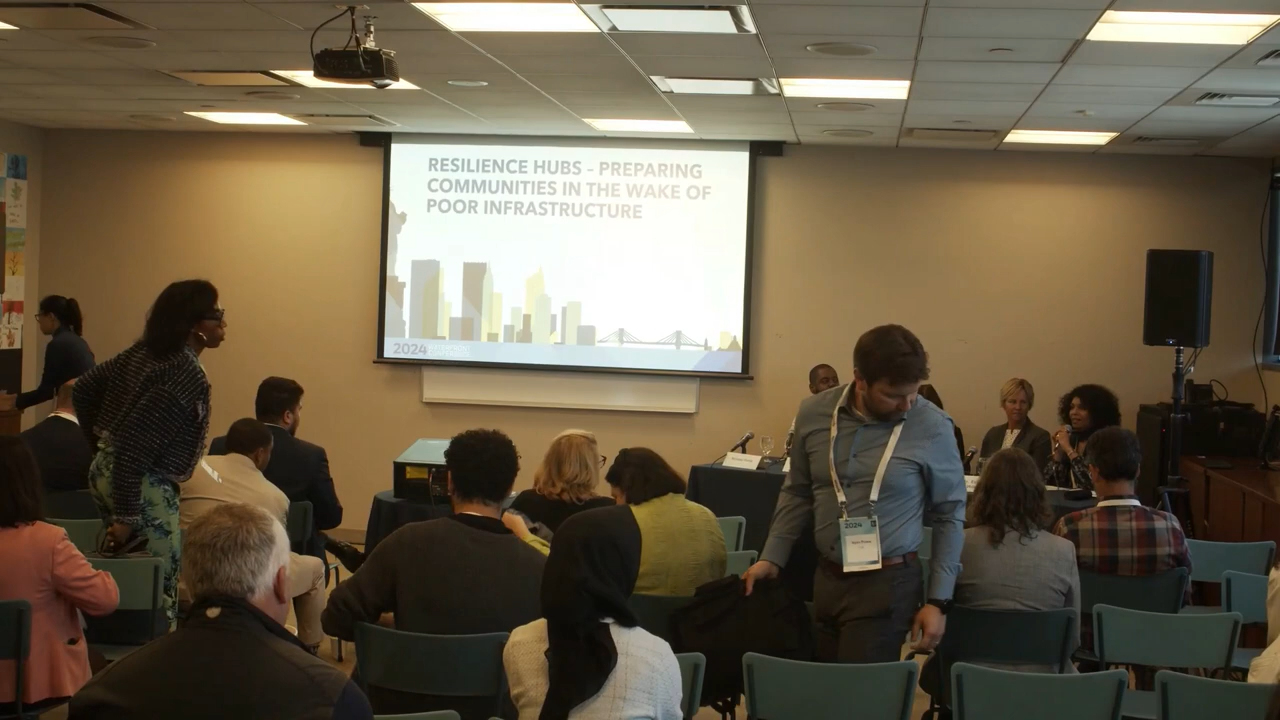 RESILIENCE HUBS – PREPARING
COMMUNITIES IN THE WAKE OF
POOR INFRASTRUCTURE
2024
2024